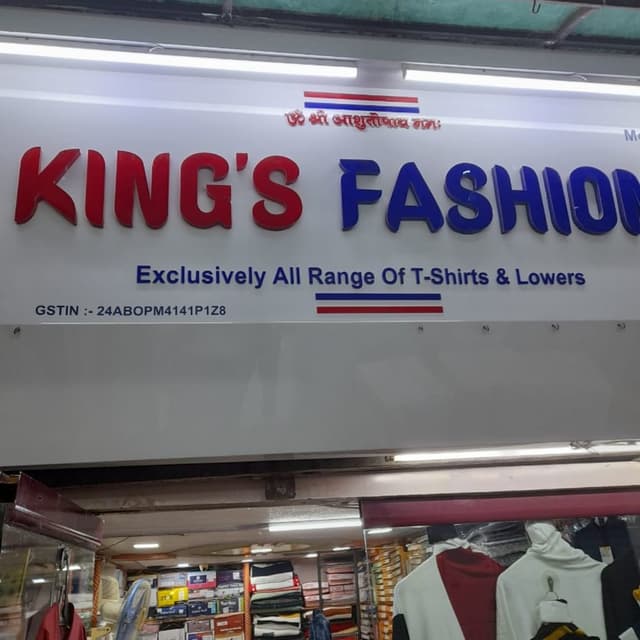 ॐ श्री आशुतोषाय नमः
KING'S FASHION
Exclusively All Range Of T-Shirts & Lowers
GSTIN :- 24ABOPM4141P1Z8